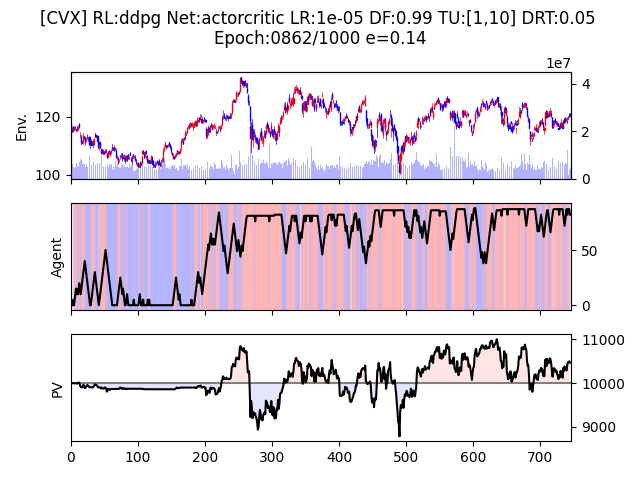 [CVX] RL:ddpg Net:actorcritic LR:1e-05 DF:0.99 TU:[1,10] DRT:0.05
Epoch:0862/1000 e=0.14
1e7
Env.
120
100
4
2
0
Agent
50
0
PV
11000
10000
9000
0 100 200 300 400 500 600 700